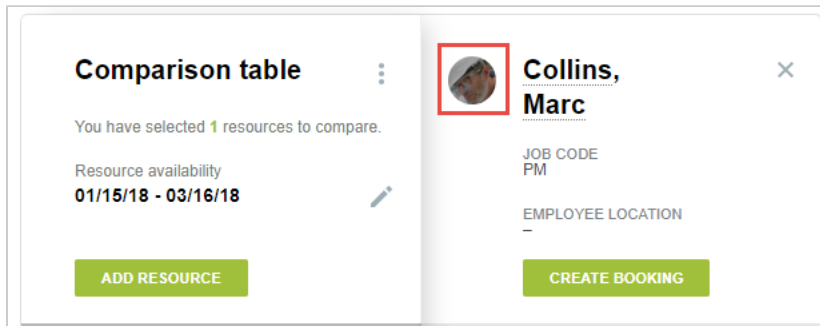 Comparison table
You have selected 1 resources to compare.
Resource availability
01/15/18 - 03/16/18
ADD RESOURCE
Collins,
Marc
JOB CODE
PM
EMPLOYEE LOCATION
–
CREATE BOOKING